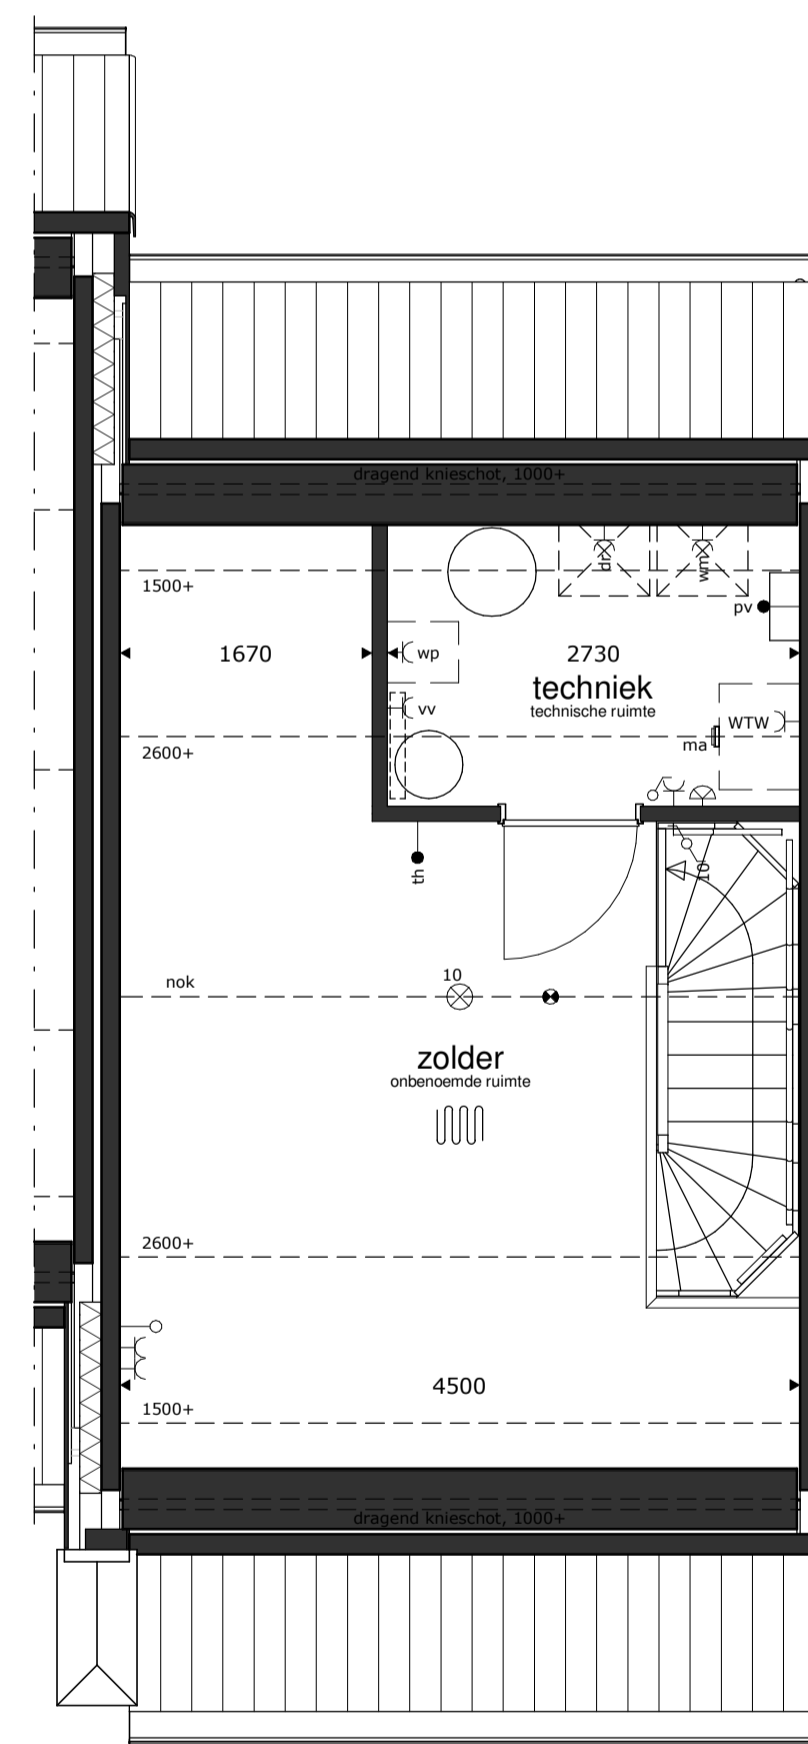 dragend knieschot, 1000+
dr
wm
1500+
pv
1670
wp
2730
techniek
technische ruimte
vv
WTW
ma
2600+
th
10
10
nok
zolder
onbenoemde ruimte
2600+
4500
1500+
dragend knieschot, 1000+